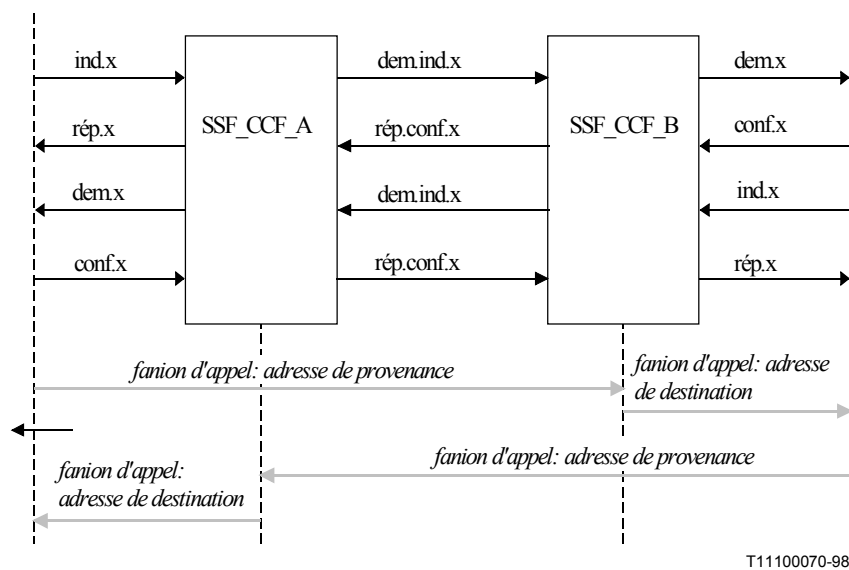 ind.x
dem.ind.x
dem.x
rép.x
SSF_CCF_A
rép.conf.x
SSF_CCF_B
conf.x
dem.x
dem.ind.x
ind.x
conf.x
rép.conf.x
rép.x
fanion d'appel: adresse de provenance
fanion d'appel: adresse
de destination
fanion d'appel:
adresse de destination
fanion d'appel: adresse de provenance
T11100070-98